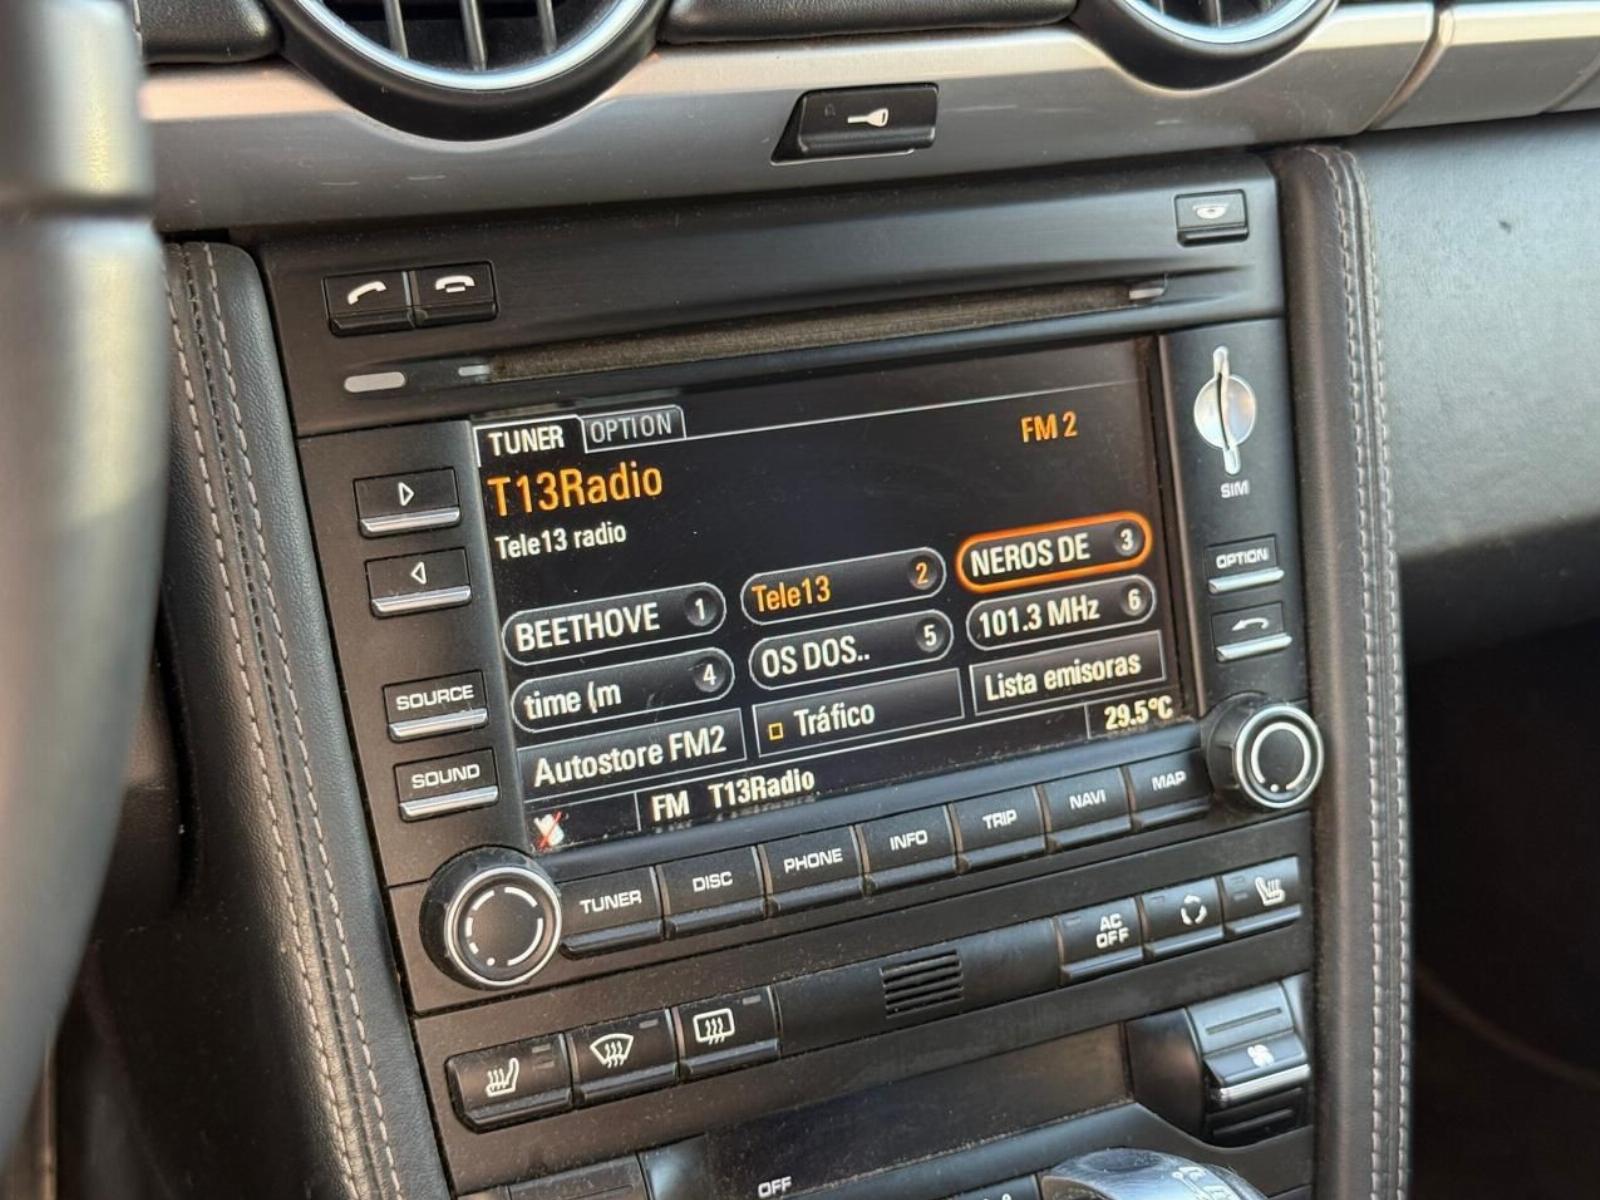 TUNER OPTION
FM 2
T13Radio
Tele13 radio
BEETHOVE 1
Tele13 2
NEROS DE 3
time (m 4
OS DOS.. 5
101.3 MHz 6
Autostore FM2
Tráfico
Lista emisoras
29.5°C
FM T13Radio
SIM
OPTION
SOURCE
SOUND
TUNER
DISC
PHONE
INFO
TRIP
NAVI
MAP
AC
OFF
OFF